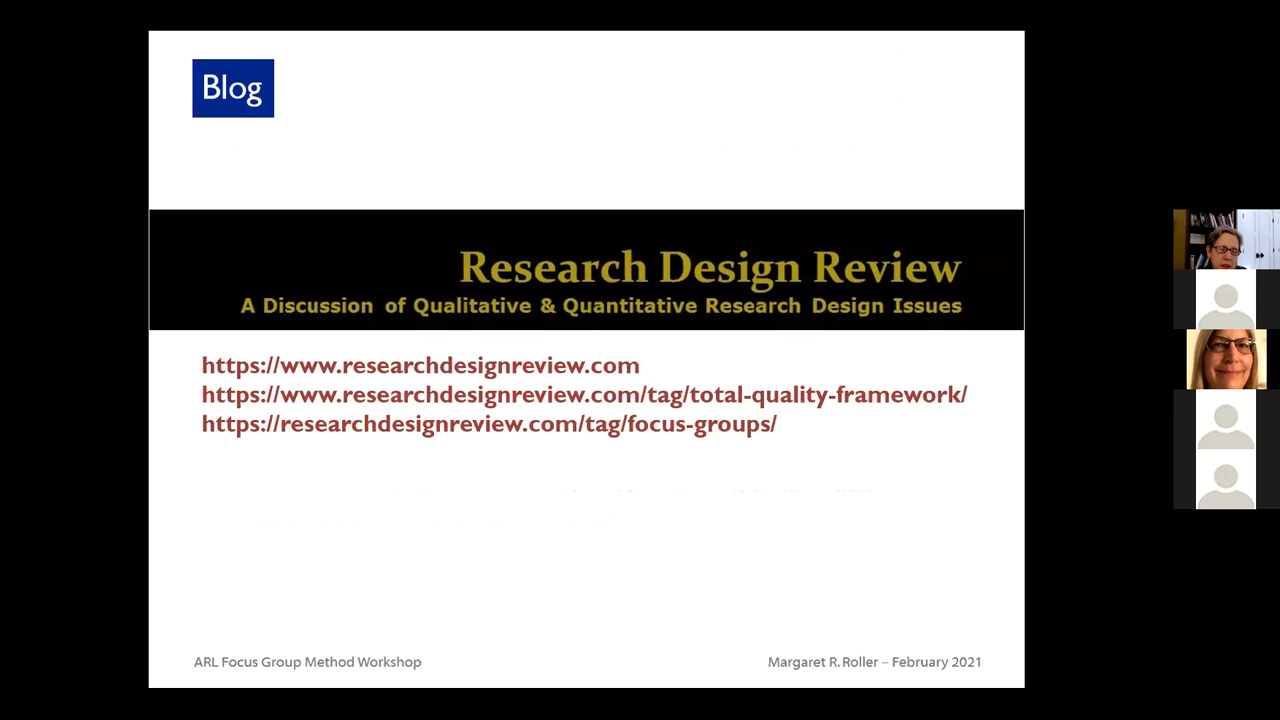 Blog
Research Design Review
A Discussion of Qualitative & Quantitative Research Design Issues
https://www.researchdesignreview.com
https://www.researchdesignreview.com/tag/total-quality-framework/
https://researchdesignreview.com/tag/focus-groups/
ARL Focus Group Method Workshop
Margaret R. Roller – February 2021